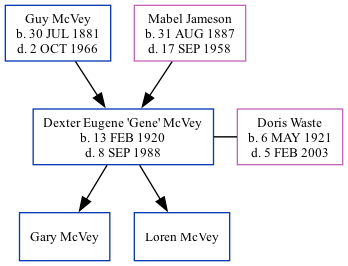 Guy McVey
b. 30 JUL 1881
d. 2 OCT 1966
Mabel Jameson
b. 31 AUG 1887
d. 17 SEP 1958
Dexter Eugene 'Gene' McVey
b. 13 FEB 1920
d. 8 SEP 1988
Doris Waste
b. 6 MAY 1921
d. 5 FEB 2003
Gary McVey
Loren McVey